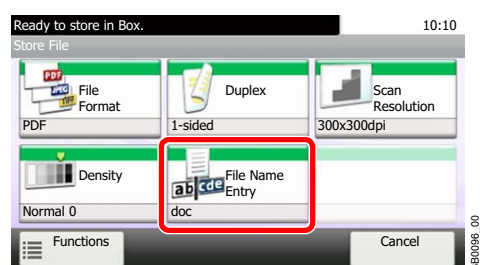 Ready to store in Box.
10:10
Store File
PDF
JPEG
TIFF
File
Format
PDF
Duplex
1-sided
Scan
Resolution
300x300dpi
Density
Normal 0
ab cde
File Name
Entry
doc
Functions
Cancel